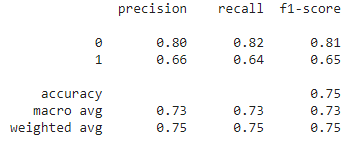 precision recall f1-score
0 0.80 0.82 0.81
1 0.66 0.64 0.65
accuracy 0.75
macro avg 0.73 0.73 0.73
weighted avg 0.75 0.75 0.75